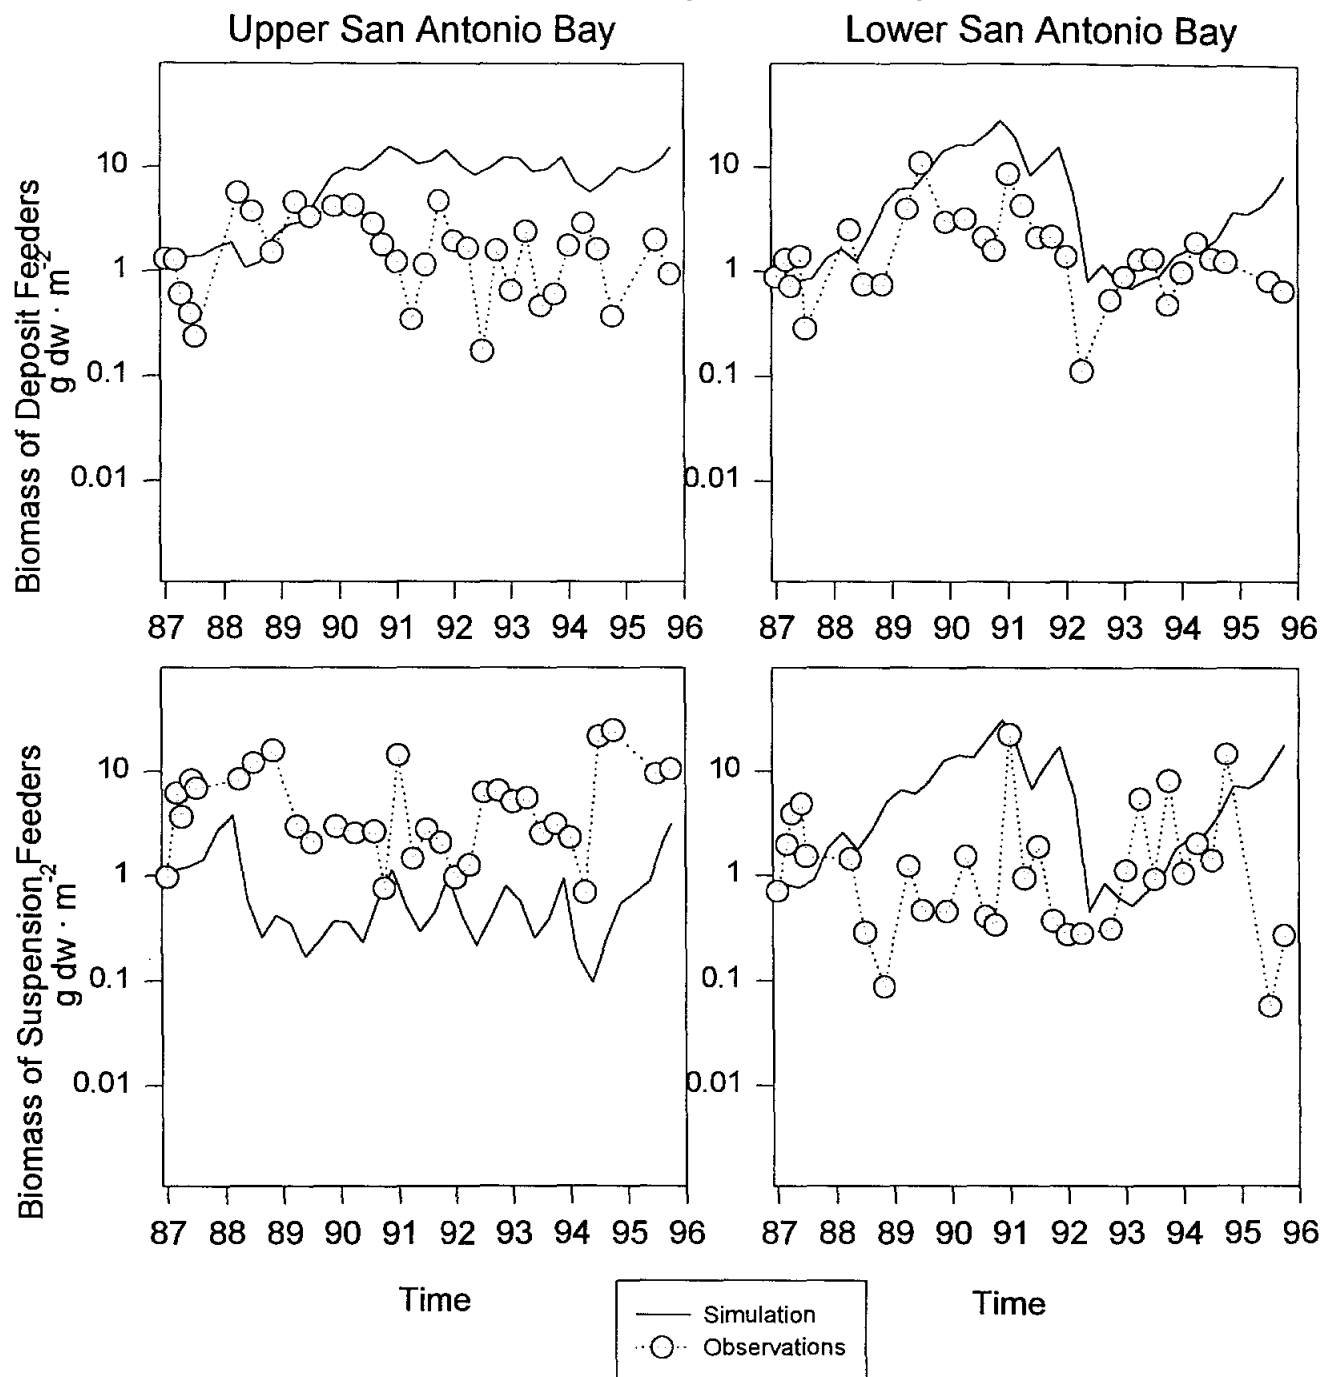 Upper San Antonio Bay
Lower San Antonio Bay
Biomass of Deposit Feeders
g dw · m-2
10
1
0.1
0.01
87 88 89 90 91 92 93 94 95 96
10
1
0.1
0.01
87 88 89 90 91 92 93 94 95 96
Biomass of Suspension Feeders
g dw · m-2
10
1
0.1
0.01
87 88 89 90 91 92 93 94 95 96
Time
10
1
0.1
0.01
87 88 89 90 91 92 93 94 95 96
Time
Simulation
Observations